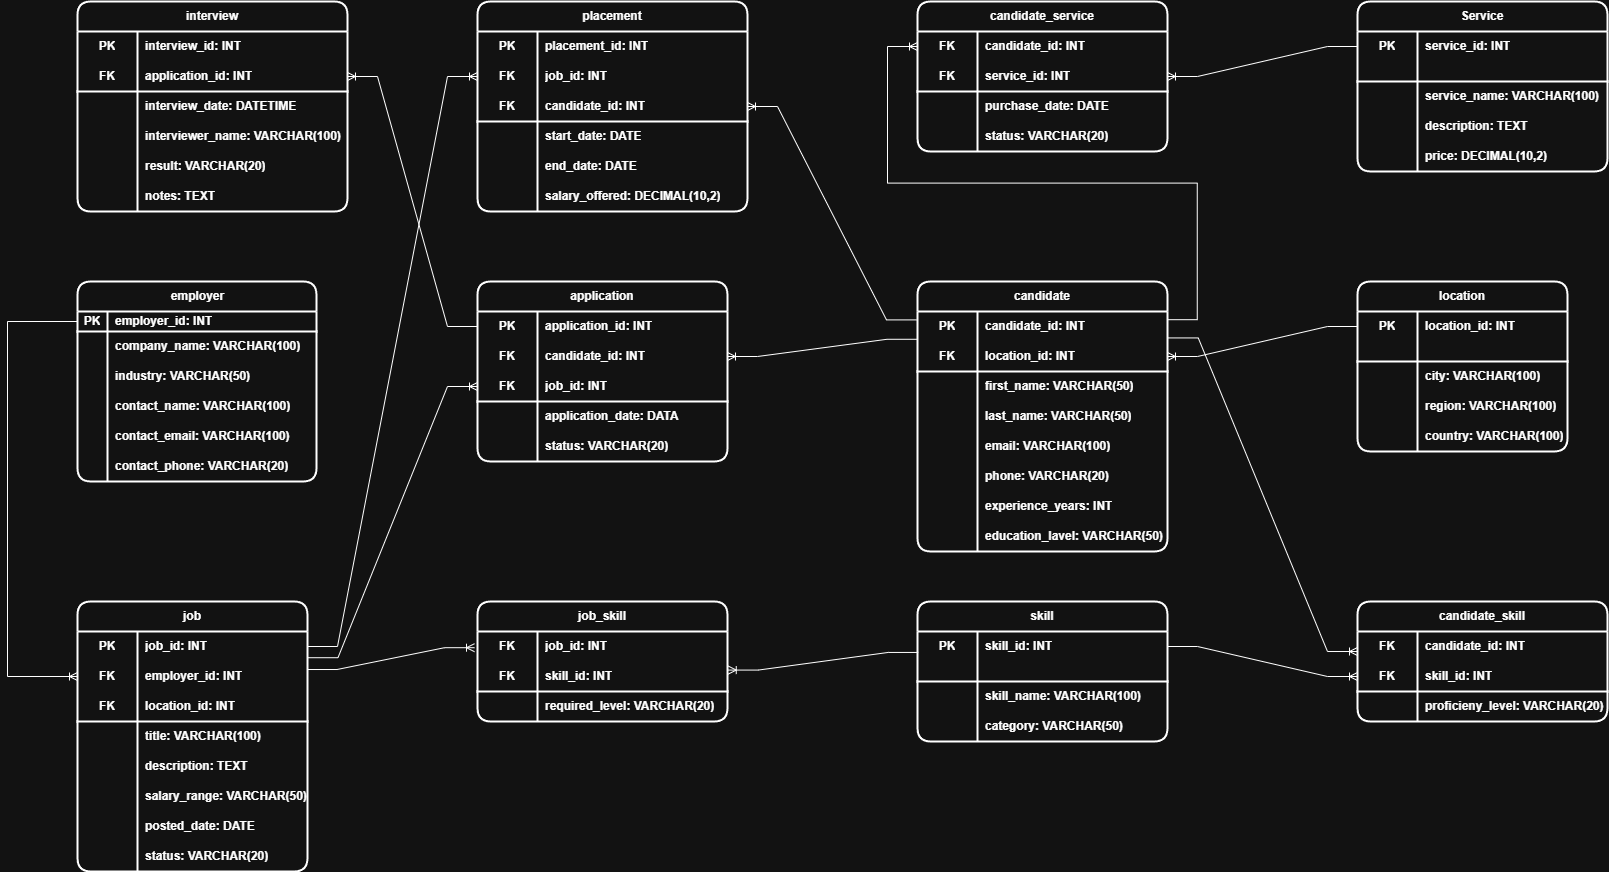 interview
PK interview_id: INT
FK application_id: INT
interview_date: DATETIME
interviewer_name: VARCHAR(100)
result: VARCHAR(20)
notes: TEXT
placement
PK placement_id: INT
FK job_id: INT
FK candidate_id: INT
start_date: DATE
end_date: DATE
salary_offered: DECIMAL(10,2)
candidate_service
FK candidate_id: INT
FK service_id: INT
purchase_date: DATE
status: VARCHAR(20)
Service
PK service_id: INT
service_name: VARCHAR(100)
description: TEXT
price: DECIMAL(10,2)
employer
PK employer_id: INT
company_name: VARCHAR(100)
industry: VARCHAR(50)
contact_name: VARCHAR(100)
contact_email: VARCHAR(100)
contact_phone: VARCHAR(20)
application
PK application_id: INT
FK candidate_id: INT
FK job_id: INT
application_date: DATA
status: VARCHAR(20)
candidate
PK candidate_id: INT
FK location_id: INT
first_name: VARCHAR(50)
last_name: VARCHAR(50)
email: VARCHAR(100)
phone: VARCHAR(20)
experience_years: INT
education_lavel: VARCHAR(50)
location
PK location_id: INT
city: VARCHAR(100)
region: VARCHAR(100)
country: VARCHAR(100)
job
PK job_id: INT
FK employer_id: INT
FK location_id: INT
title: VARCHAR(100)
description: TEXT
salary_range: VARCHAR(50)
posted_date: DATE
status: VARCHAR(20)
job_skill
FK job_id: INT
FK skill_id: INT
required_level: VARCHAR(20)
skill
PK skill_id: INT
skill_name: VARCHAR(100)
category: VARCHAR(50)
candidate_skill
FK candidate_id: INT
FK skill_id: INT
proficieny_level: VARCHAR(20)